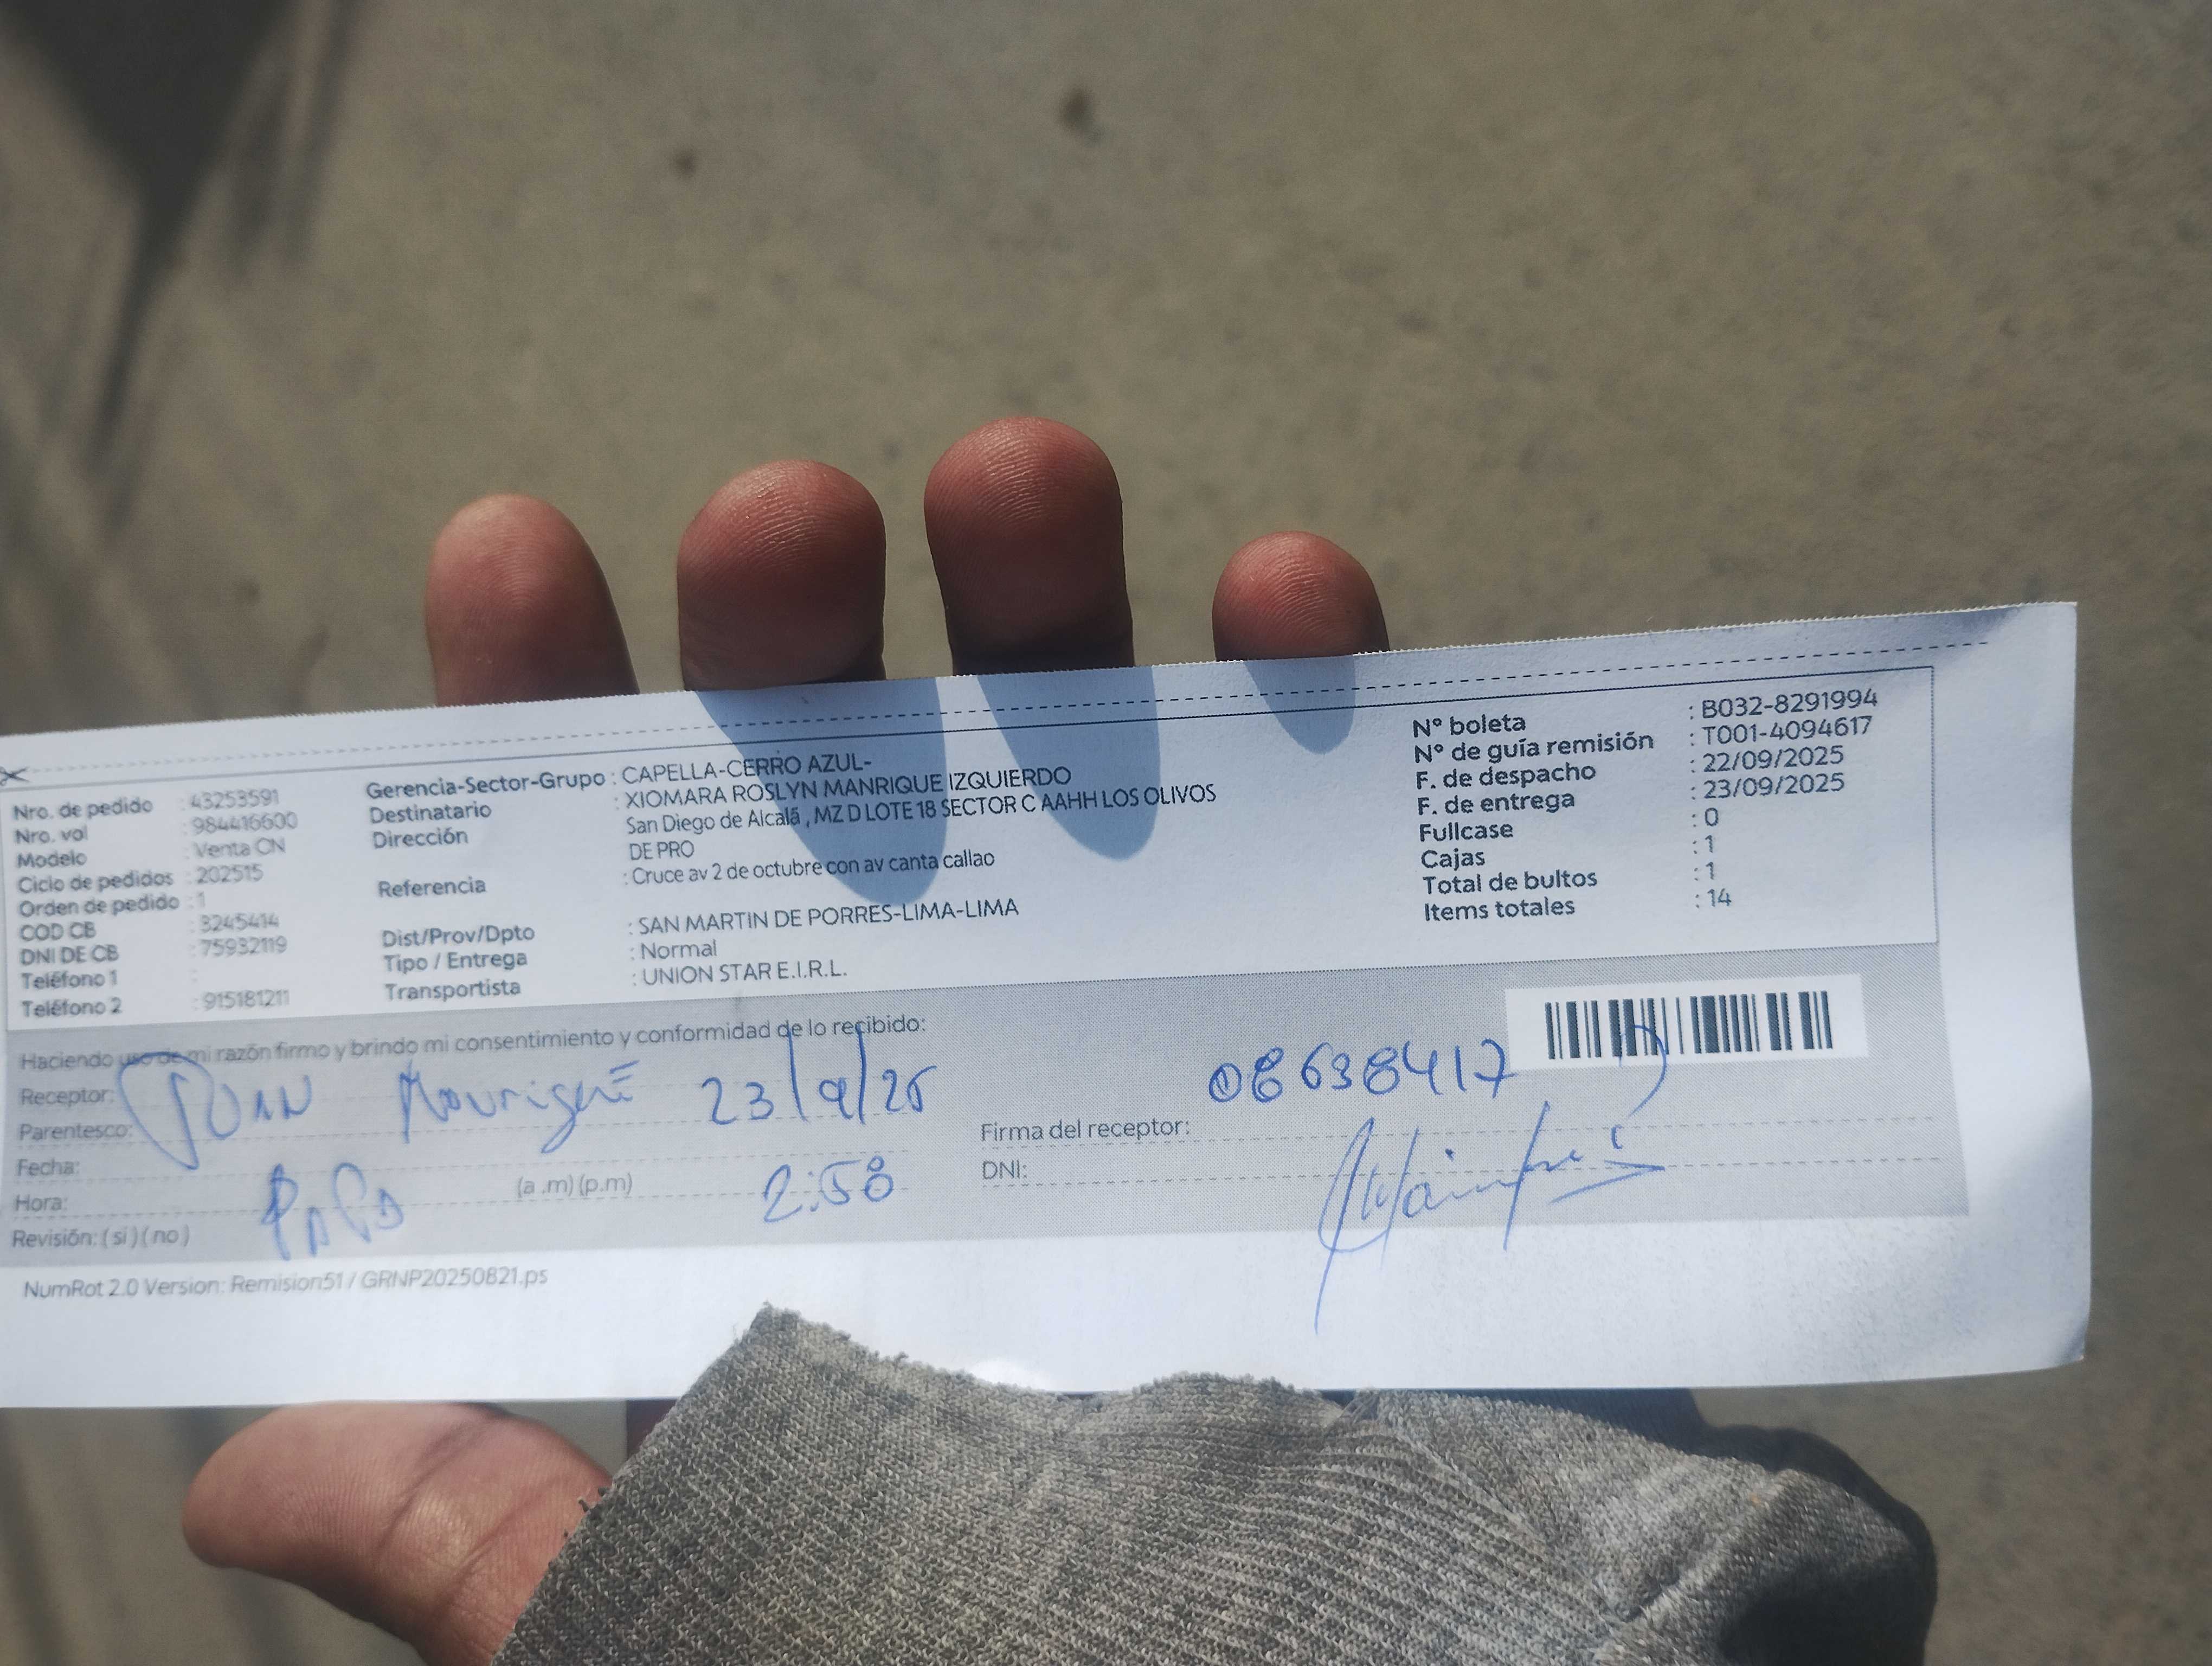 Nro. de pedido : 43253591
Nro. vol : 984416600
Modelo : Venta CN
Ciclo de pedidos : 202515
Orden de pedido : 1
COD CB : 3245414
DNI DE CB : 75932119
Teléfono 1 :
Teléfono 2 : 915181211
Gerencia-Sector-Grupo : CAPELLA-CERRO AZUL-
Destinatario : XIOMARA ROSLYN MANRIQUE IZQUIERDO
Dirección San Diego de Alcalá , MZ D LOTE 18 SECTOR C AAHH LOS OLIVOS
DE PRO
Referencia : Cruce av 2 de octubre con av canta callao
Dist/Prov/Dpto : SAN MARTIN DE PORRES-LIMA-LIMA
Tipo / Entrega : Normal
Transportista : UNION STAR E.I.R.L.
N° boleta : B032-8291994
N° de guía remisión : T001-4094617
F. de despacho : 22/09/2025
F. de entrega : 23/09/2025
Fullcase : 0
Cajas : 1
Total de bultos : 1
Items totales : 14
Haciendo uso de mi razón firmo y brindo mi consentimiento y conformidad de lo recibido:
Receptor: Juan Manrique 23/9/25
Parentesco:
Fecha:
Hora: PAPA (a .m) (p.m) 2:58
Revisión: ( si ) ( no )
08638417
Firma del receptor:
DNI:
NumRot 2.0 Version: Remision51 / GRNP20250821.ps